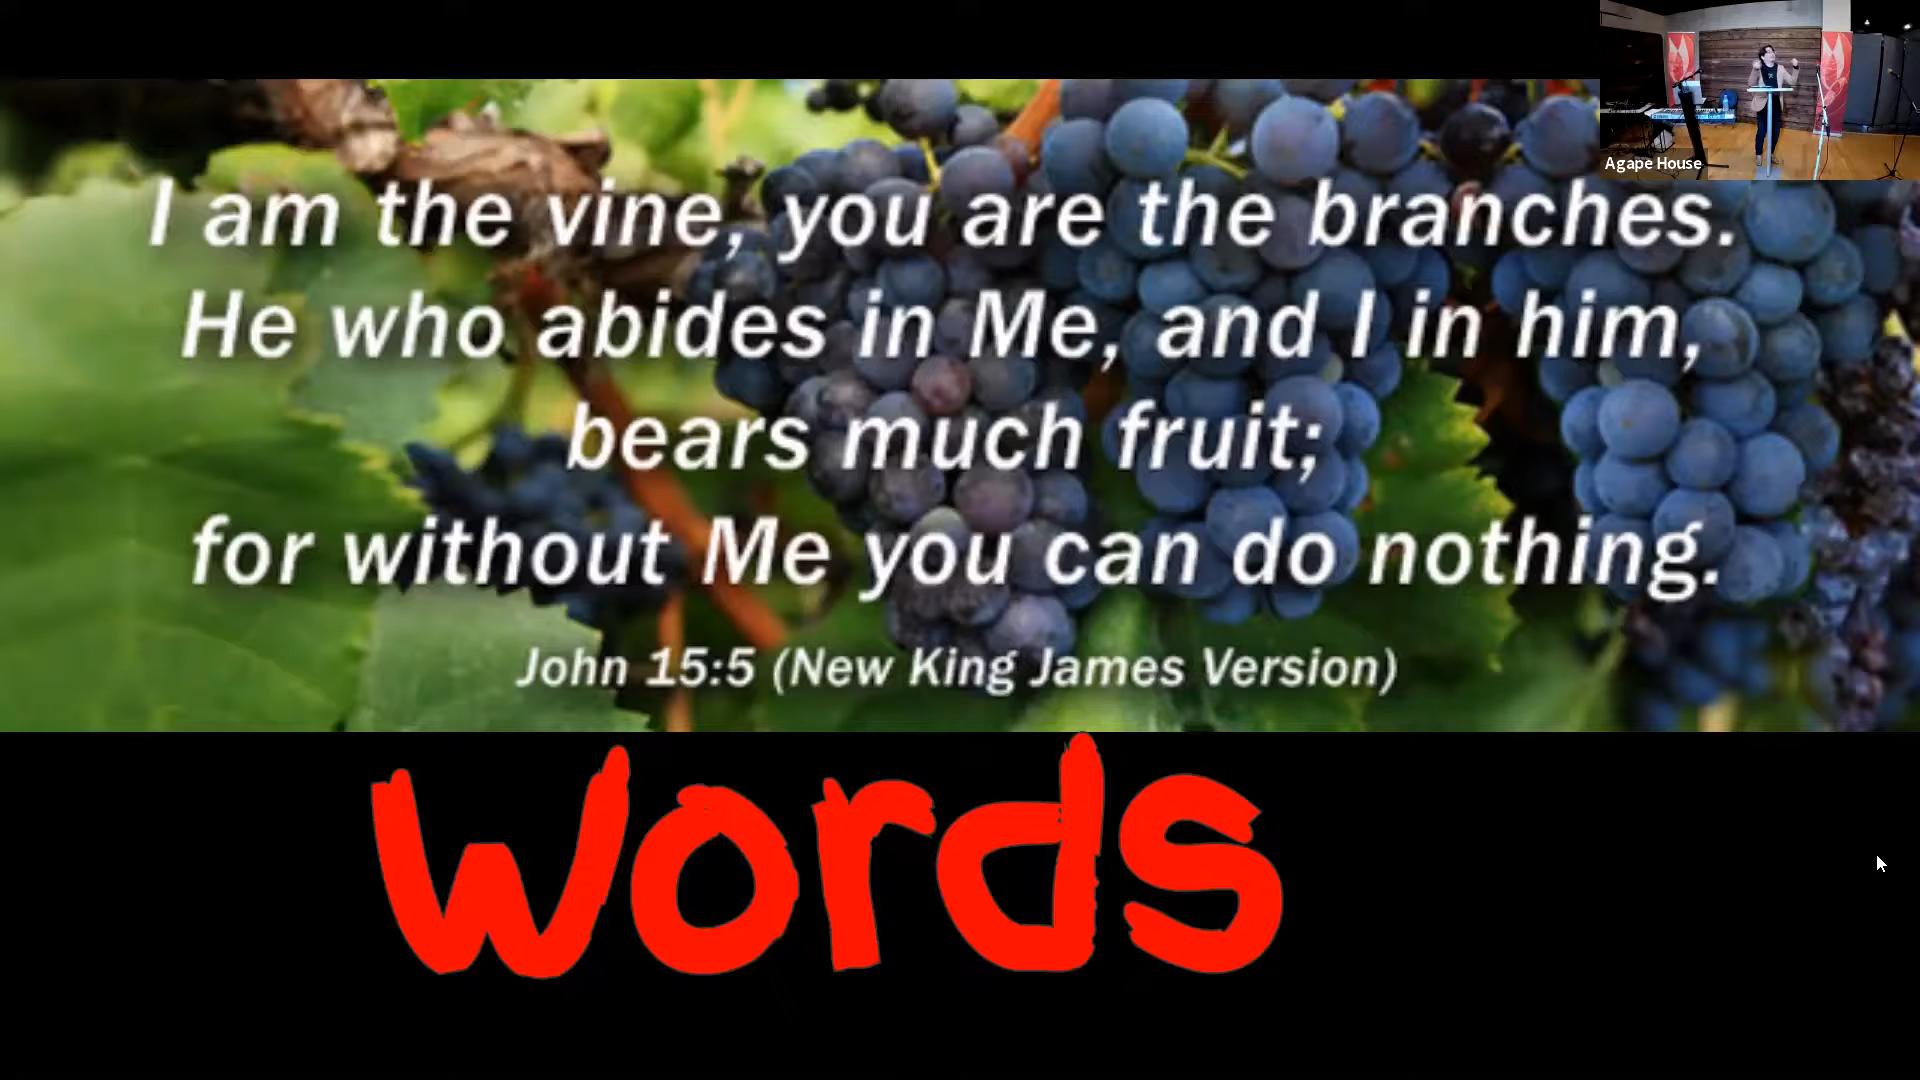 I am the vine, you are the branches.
He who abides in Me, and I in him,
bears much fruit;
for without Me you can do nothing.
John 15:5 (New King James Version)
Words
Agape House